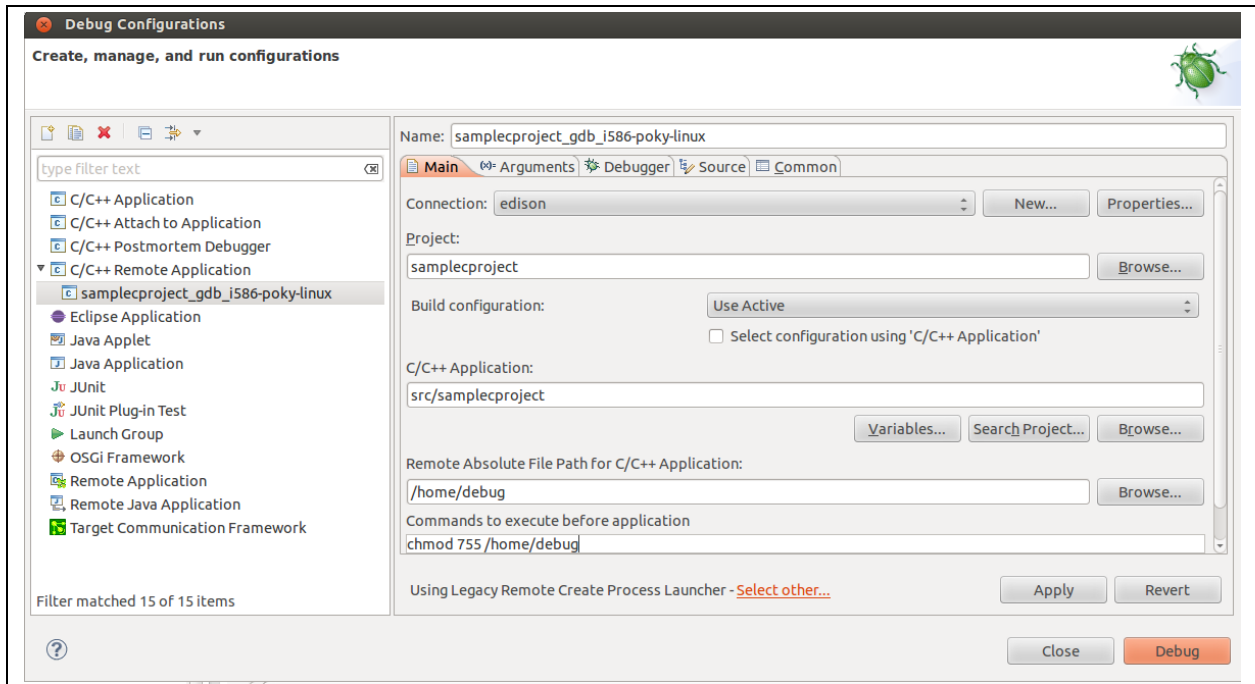 Debug Configurations
Create, manage, and run configurations
type filter text
C/C++ Application
C/C++ Attach to Application
C/C++ Postmortem Debugger
C/C++ Remote Application
samplecproject_gdb_i586-poky-linux
Eclipse Application
Java Applet
Java Application
JUnit
JUnit Plug-in Test
Launch Group
OSGi Framework
Remote Application
Remote Java Application
Target Communication Framework
Filter matched 15 of 15 items
Name: samplecproject_gdb_i586-poky-linux
Main Arguments Debugger Source Common
Connection: edison New... Properties...
Project:
samplecproject Browse...
Build configuration: Use Active
Select configuration using 'C/C++ Application'
C/C++ Application:
src/samplecproject
Variables... Search Project... Browse...
Remote Absolute File Path for C/C++ Application:
/home/debug Browse...
Commands to execute before application
chmod 755 /home/debug
Using Legacy Remote Create Process Launcher - Select other... Apply Revert
Close Debug